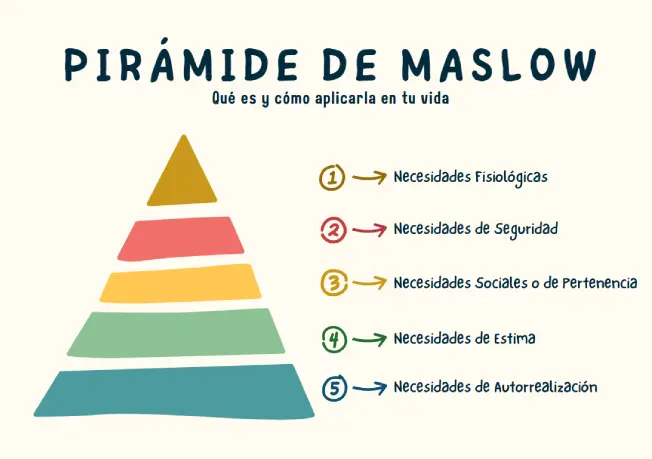 PIRÁMIDE DE MASLOW
Qué es y cómo aplicarla en tu vida
1 Necesidades Fisiológicas
2 Necesidades de Seguridad
3 Necesidades Sociales o de Pertenencia
4 Necesidades de Estima
5 Necesidades de Autorrealización